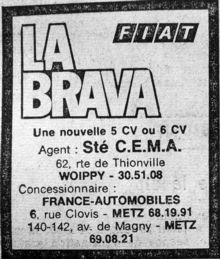 FIAT
LA
BRAVA
Une nouvelle 5 CV ou 6 CV
Agent : Sté C.E.M.A.
62, rte de Thionville
WOIPPY - 30.51.08
Concessionnaire :
FRANCE-AUTOMOBILES
6, rue Clovis - METZ 68.19.91
140-142, av. de Magny - METZ
69.08.21